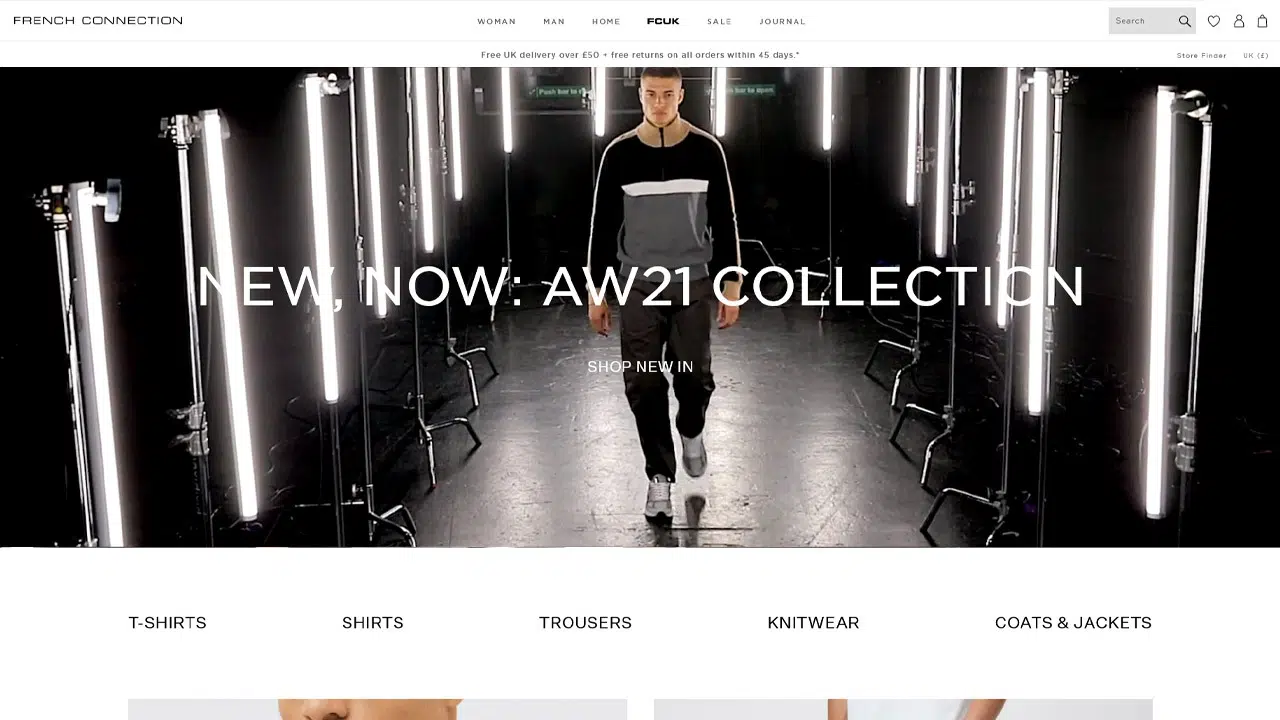 FRENCH CONNECTION
WOMAN MAN HOME FCUK SALE JOURNAL
Search
Free UK delivery over £50 + free returns on all orders within 45 days.*
Store Finder UK (£)
Push bar to
Push bar to open
NEW, NOW: AW21 COLLECTION
SHOP NEW IN
T-SHIRTS SHIRTS TROUSERS KNITWEAR COATS & JACKETS